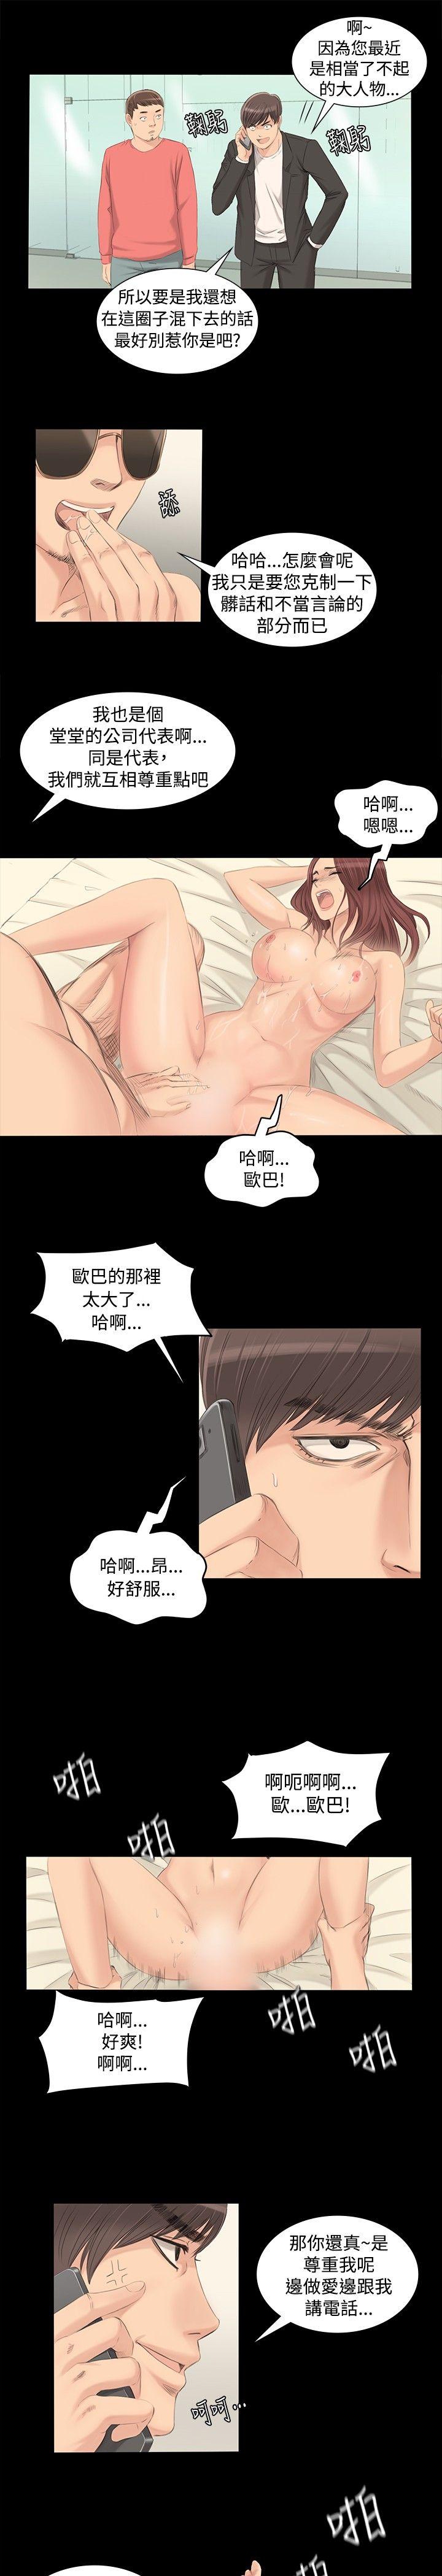 啊~
因為您最近
是相當了不起
的大人物...
鞠躬
鞠躬
所以要是我還想
在這圈子混下去的話
最好別惹你是吧?
舔
哈哈...怎麼會呢
我只是要您克制一下
髒話和不當言論的
部分而已
我也是個
堂堂的公司代表啊...
同是代表，
我們就互相尊重點吧
哈啊...
嗯嗯...
哈啊...
歐巴!
歐巴的那裡
太大了...
哈啊...
哈啊...昂...
好舒服...
啪
啊呃啊啊...
歐...歐巴!
啪
啪
哈啊...
好爽!
啊啊...
啪
那你還真~是
尊重我呢
邊做愛邊跟我
講電話...
呵呵...
啪